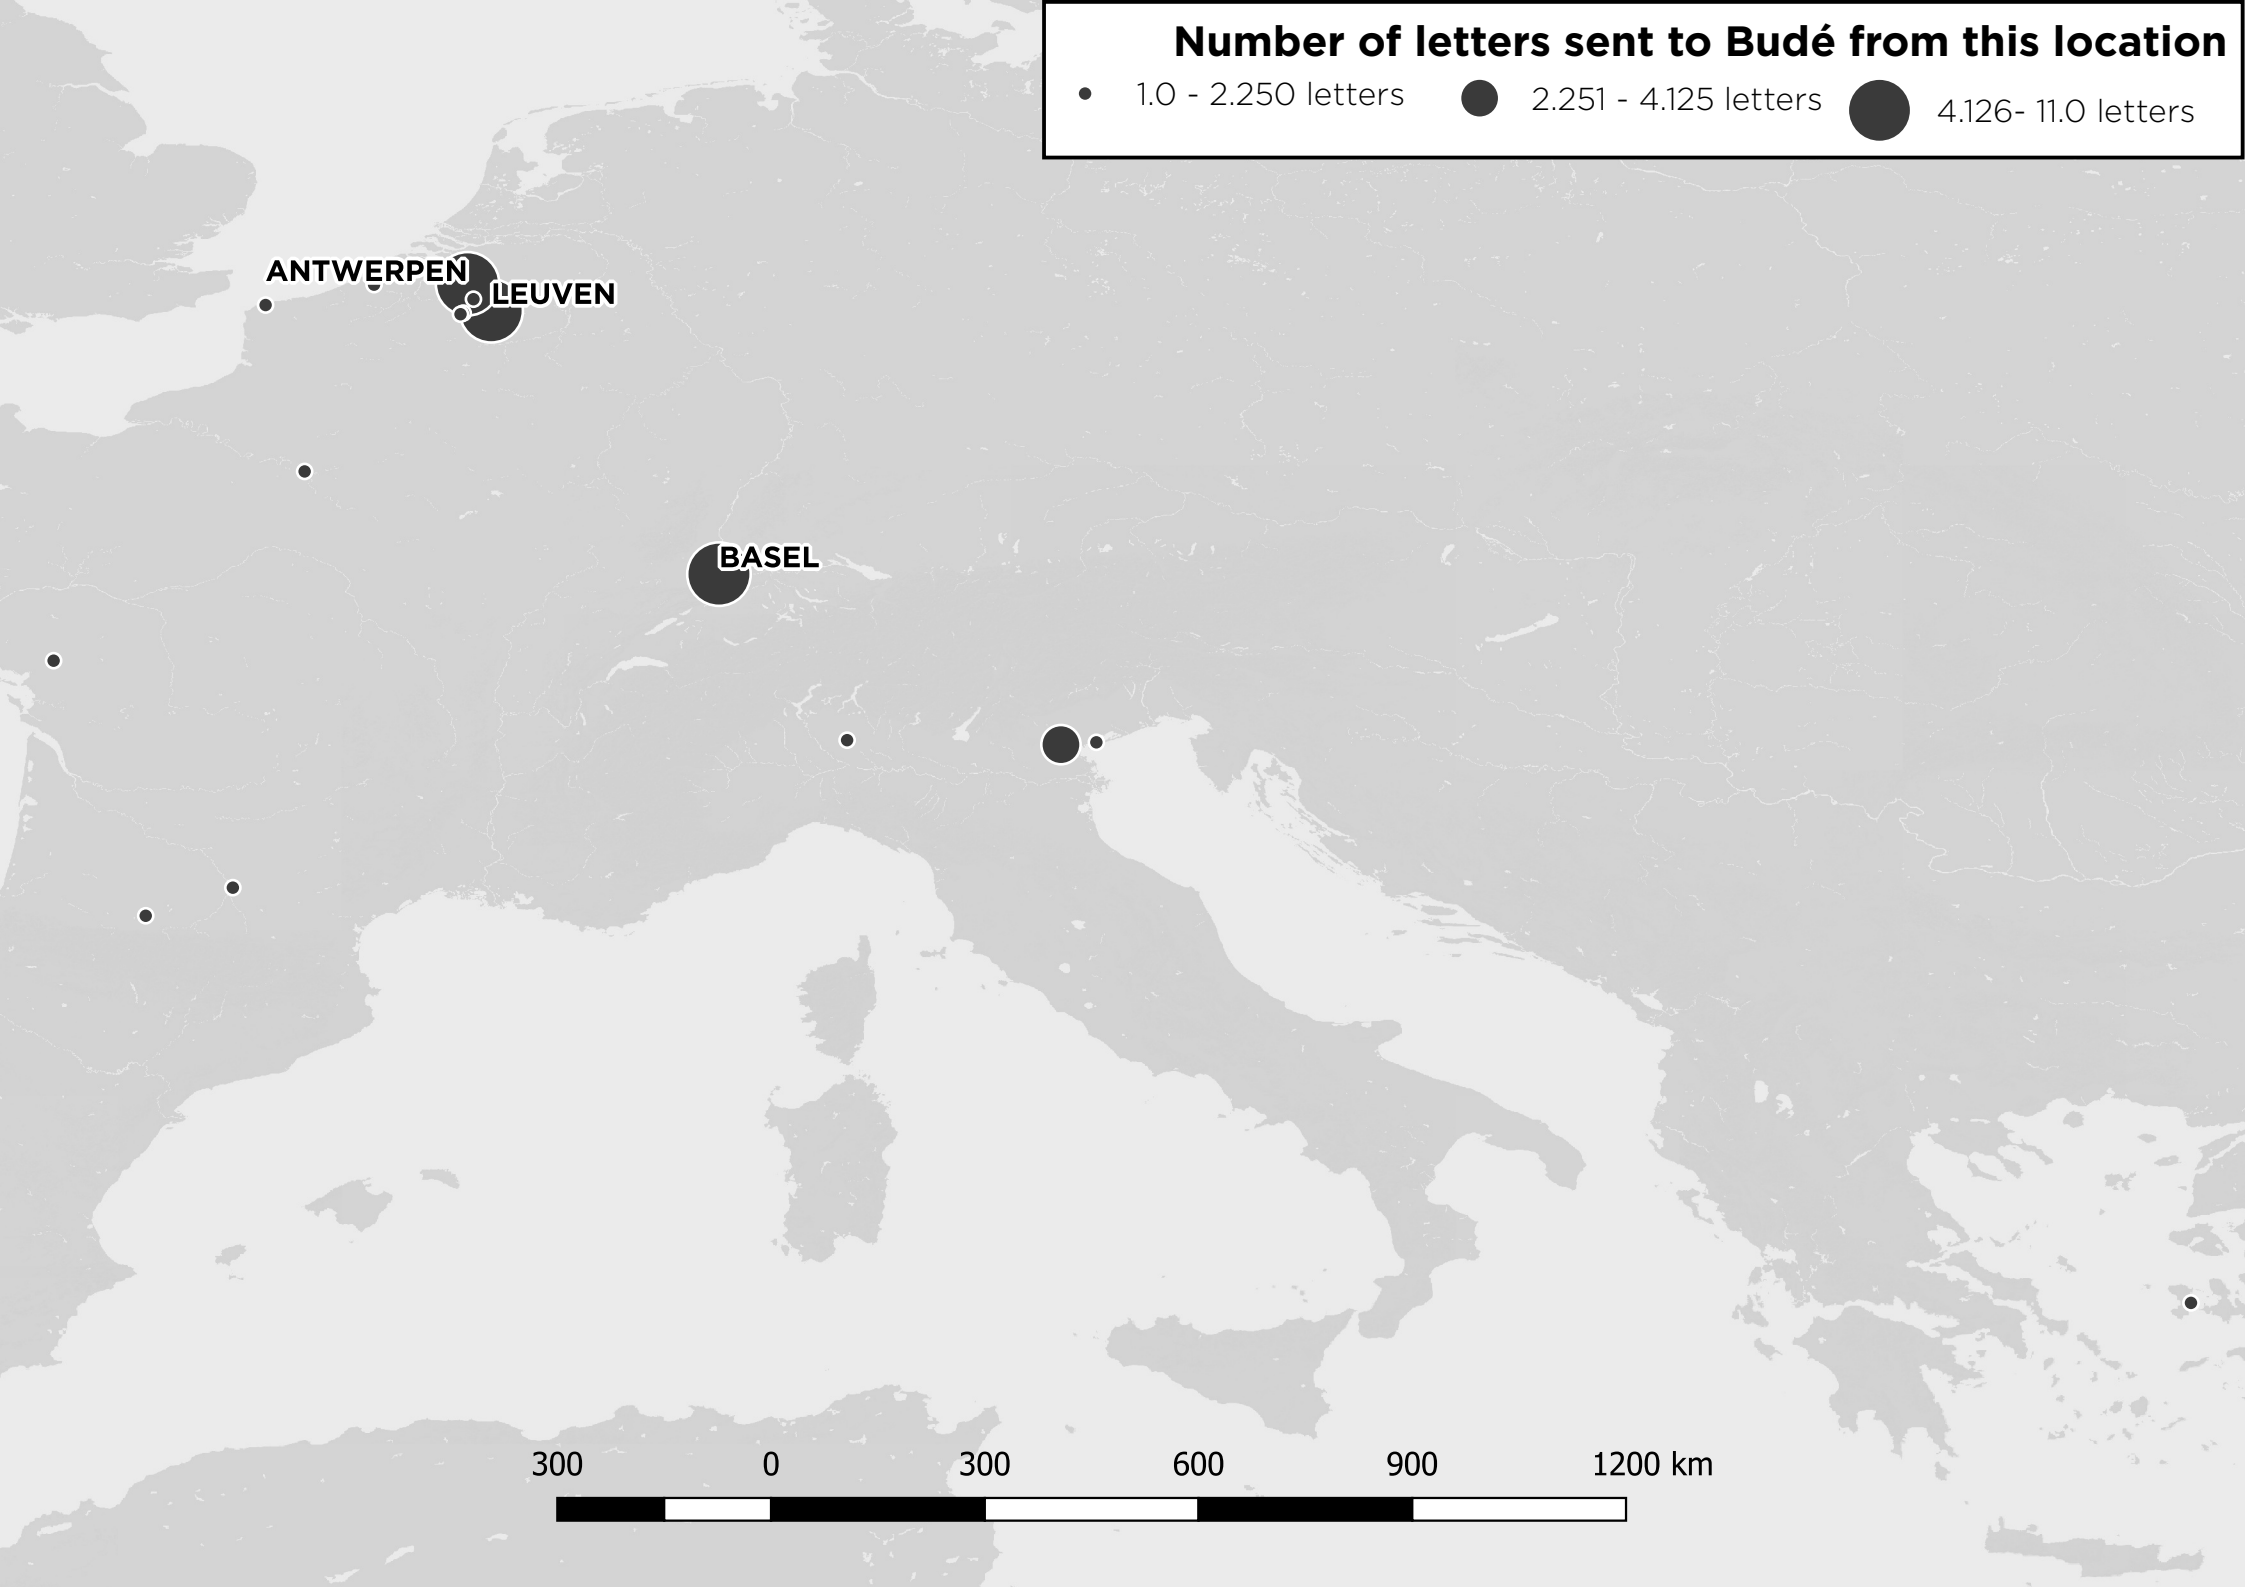 Number of letters sent to Budé from this location
1.0 - 2.250 letters
2.251 - 4.125 letters
4.126- 11.0 letters
ANTWERPEN
LEUVEN
BASEL
300 0 300 600 900 1200 km